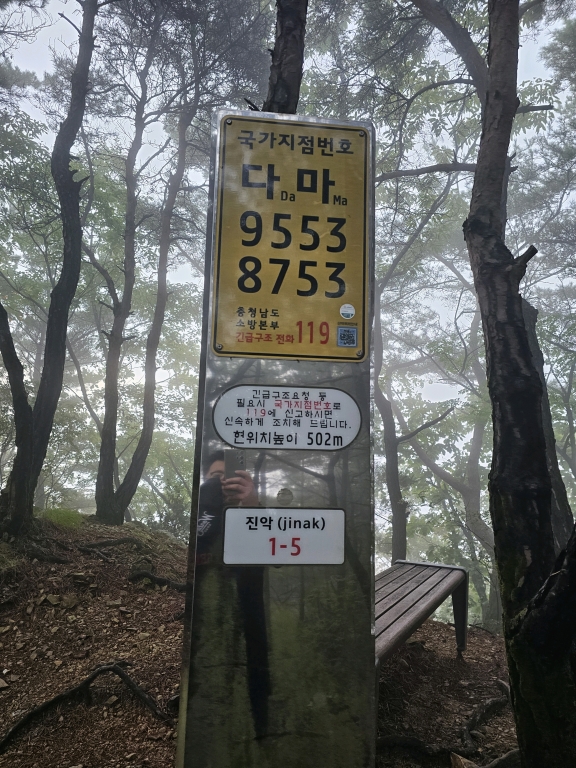 국가지점번호
다 Da 마 Ma
9553
8753
충청남도
소방본부
긴급구조 전화 119
긴급구조요청 등
필요시 국가지점번호로
119에 신고하시면
신속하게 조치해 드립니다.
현위치높이 502m
진악(jinak)
1-5